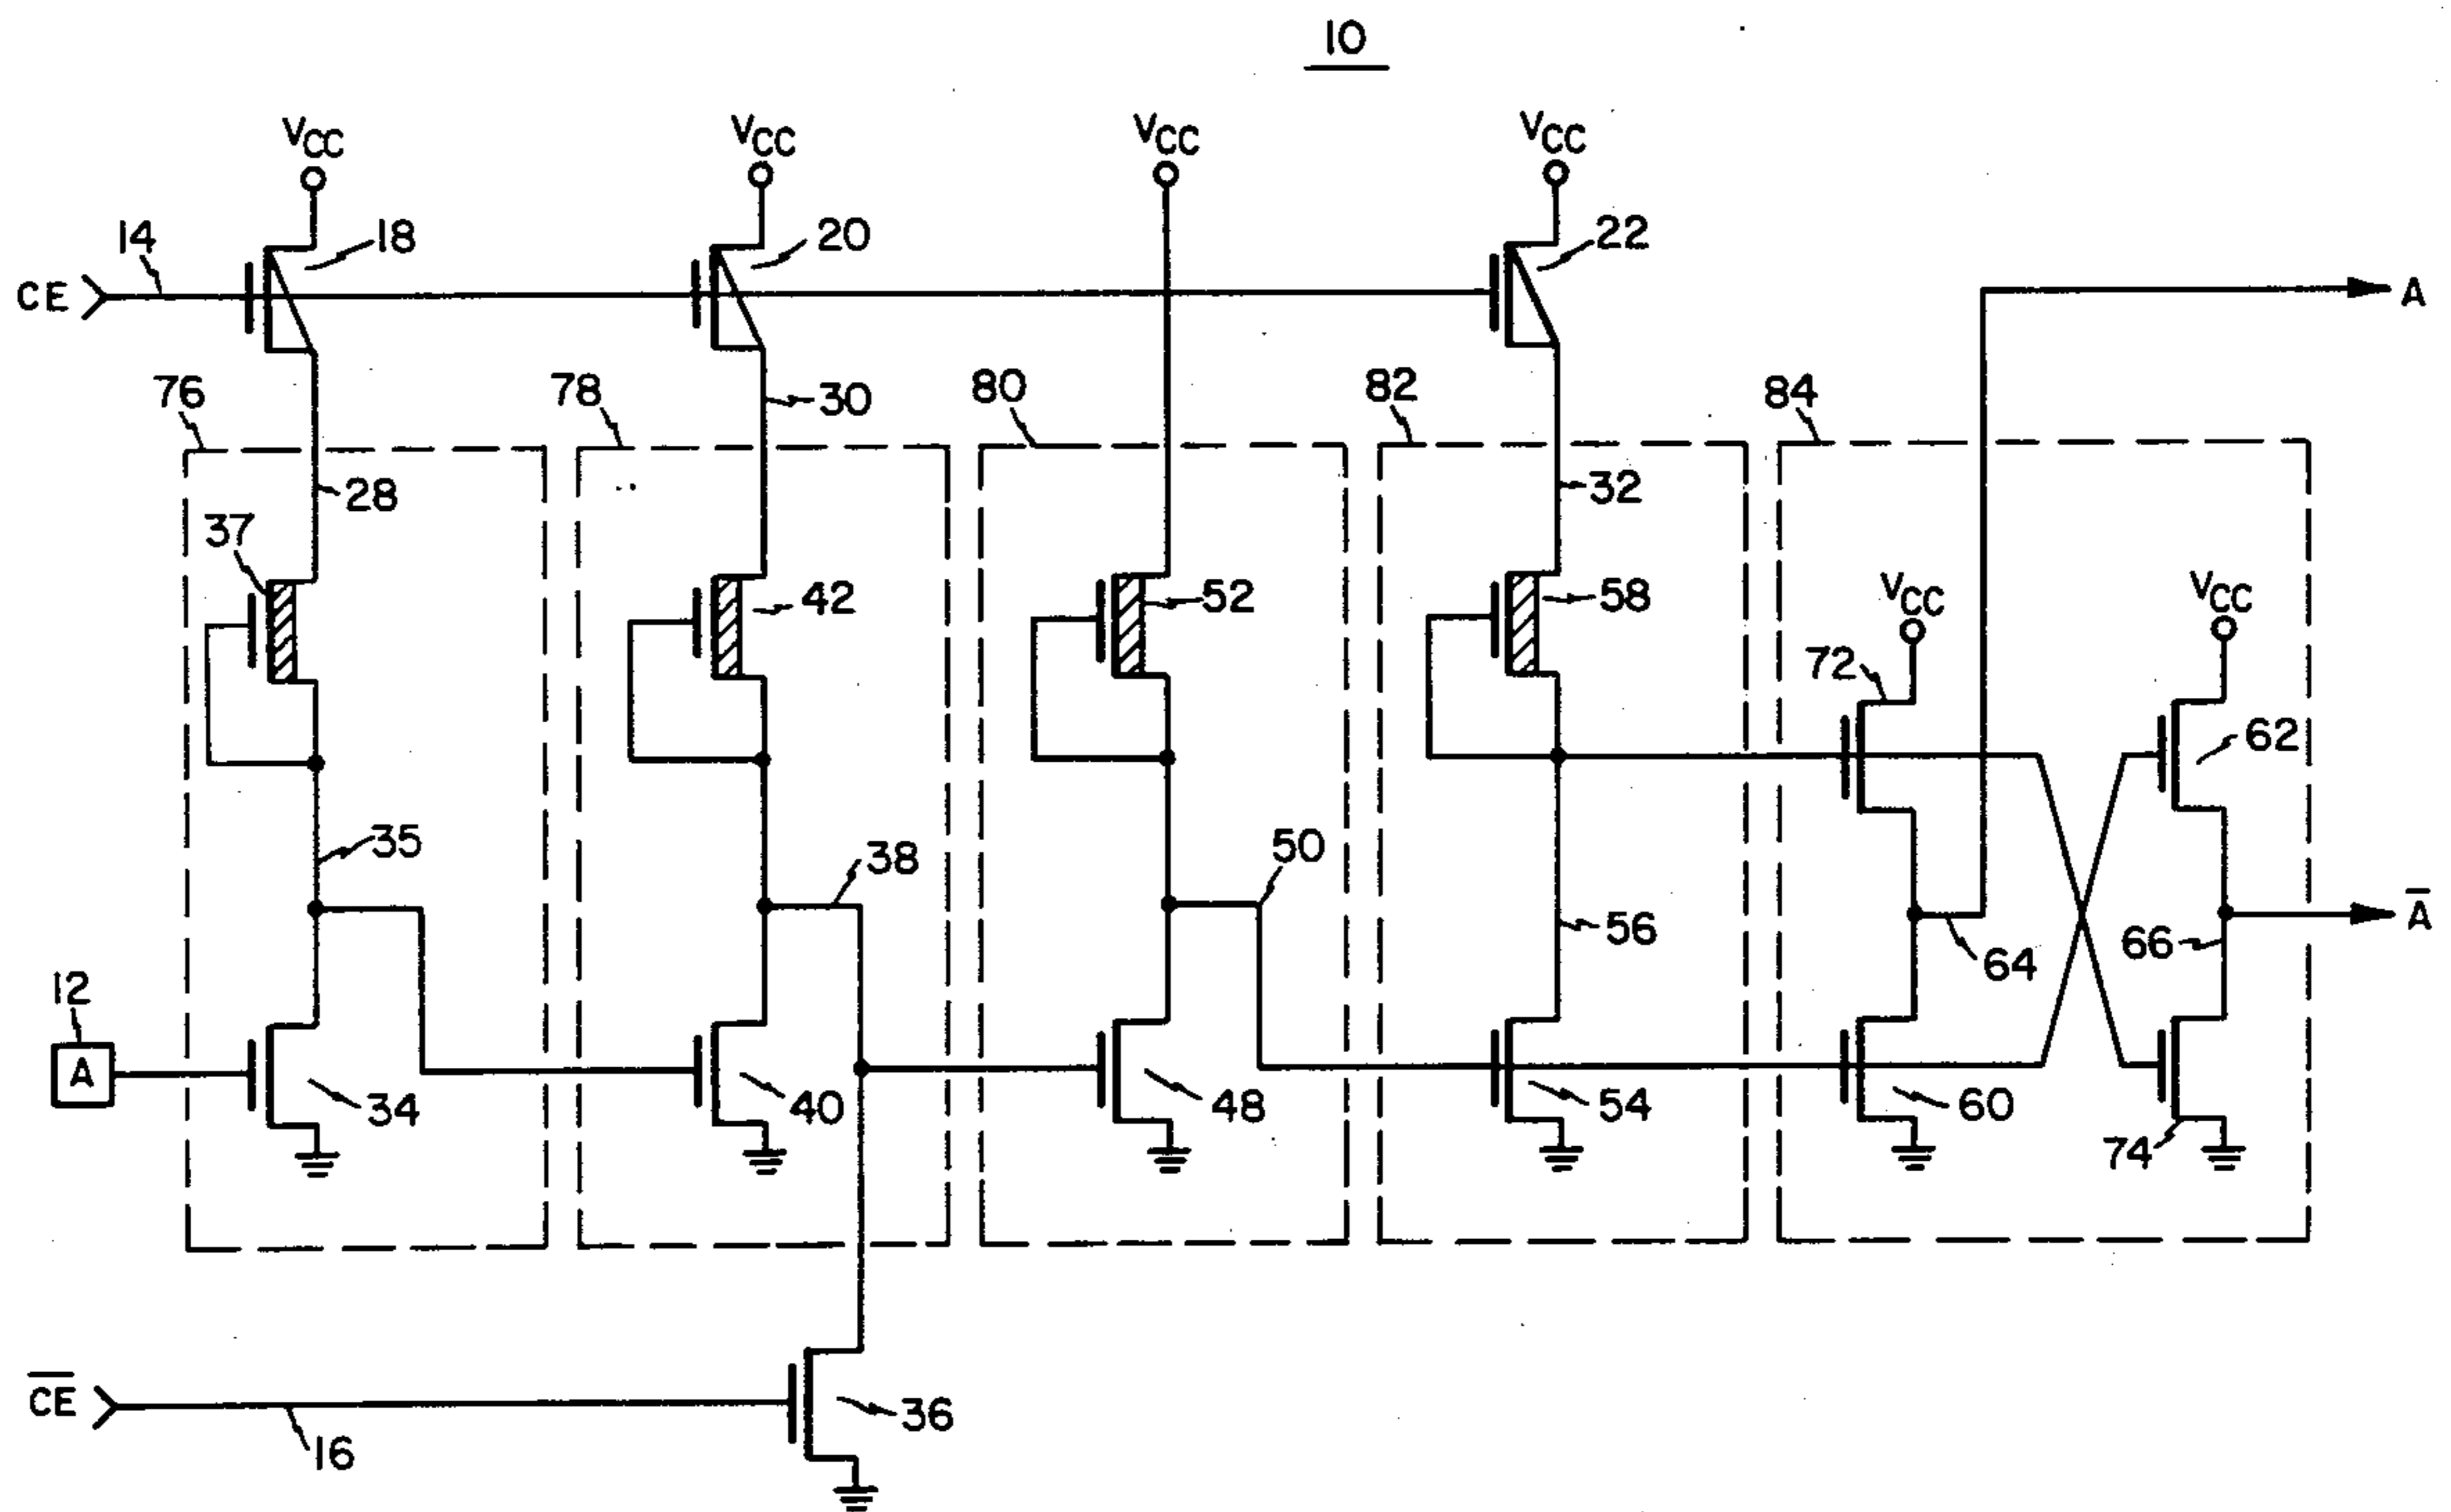 10
VCC VCC VCC VCC
14 18 20 22
CE A
76 78 30 80 82 84
28 32
37 42 52 58 VCC VCC
72 62
35 38 50
56 64 66 A̅
12
A 34 40 48 54 60 74
C̅E̅ 36
16